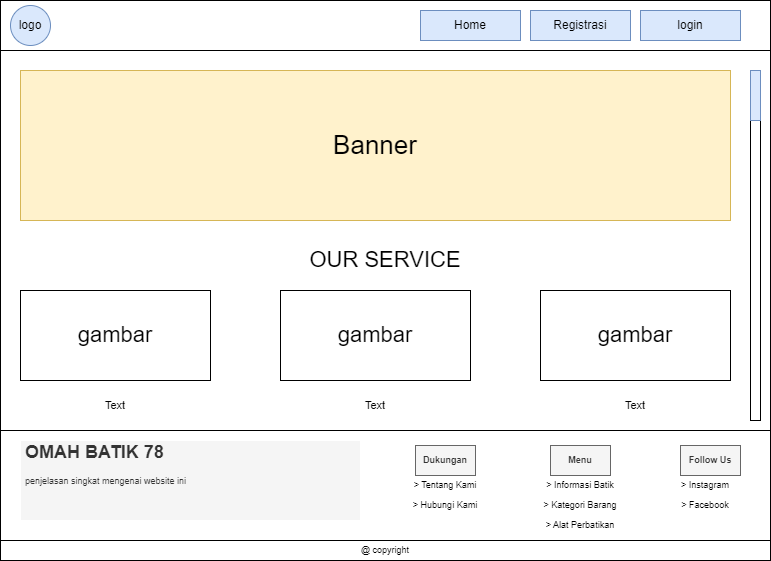 logo
Home
Registrasi
login
Banner
OUR SERVICE
gambar
gambar
gambar
Text
Text
Text
OMAH BATIK 78
penjelasan singkat mengenai website ini
Dukungan
> Tentang Kami
> Hubungi Kami
Menu
> Informasi Batik
> Kategori Barang
> Alat Perbatikan
Follow Us
> Instagram
> Facebook
@ copyright